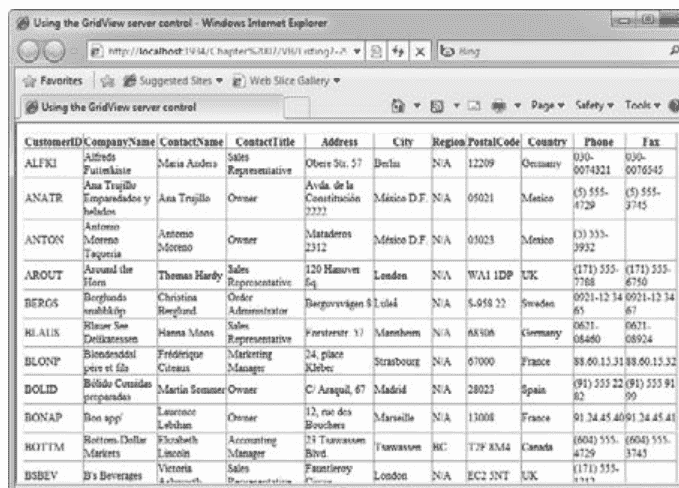 Using the GridView server control - Windows Internet Explorer
Bing
Favorites Suggested Sites Web Slice Gallery
Using the GridView server control Page Safety Tools
CustomerID CompanyName ContactName ContactTitle Address City Region PostalCode Country Phone Fax
ALFKI Alfreds Futterkiste Maria Anders Sales Representative Obere Str. 57 Berlin N/A 12209 Germany 030-0074321 030-0076545
ANATR Ana Trujillo Emparedados y helados Ana Trujillo Owner Avda. de la Constitución 2222 México D.F. N/A 05021 Mexico (5) 555-4729 (5) 555-3745
ANTON Antonio Moreno Taquería Antonio Moreno Owner Mataderos 2312 México D.F. N/A 05023 Mexico (5) 555-3932
AROUT Around the Horn Thomas Hardy Sales Representative 120 Hanover Sq. London N/A WA1 1DP UK (171) 555-7788 (171) 555-6750
BERGS Berglunds snabbköp Christina Berglund Order Administrator Berguvsvägen 8 Luleå N/A S-958 22 Sweden 0921-12 34 65 0921-12 34 67
BLAUS Blauer See Delikatessen Hanna Moos Sales Representative Forsterstr. 57 Mannheim N/A 68306 Germany 0621-08460 0621-08924
BLONP Blondesddsl père et fils Frédérique Citeaux Marketing Manager 24, place Kléber Strasbourg N/A 67000 France 88.60.15.31 88.60.15.32
BOLID Bólido Comidas preparadas Martín Sommer Owner C/ Araquil, 67 Madrid N/A 28023 Spain (91) 555 22 82 (91) 555 91 99
BONAP Bon app' Laurence Lebihan Owner 12, rue des Bouchers Marseille N/A 13008 France 91.24.45.40 91.24.45.41
BOTTM Bottom-Dollar Markets Elizabeth Lincoln Accounting Manager 23 Tsawassen Blvd. Tsawassen BC T2F 8M4 Canada (604) 555-4729 (604) 555-3745
BSBEV B's Beverages Victoria Sales Fauntleroy London N/A EC2 5NT UK (171) 555-